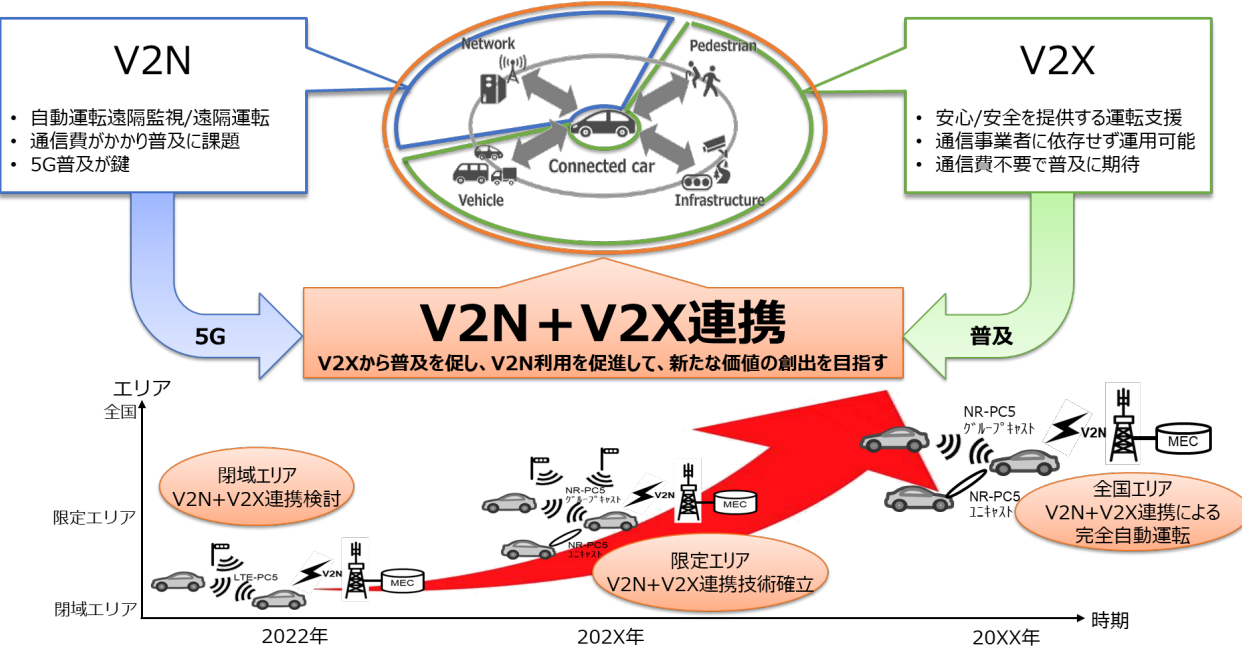 V2N
• 自動運転遠隔監視/遠隔運転
• 通信費がかかり普及に課題
• 5G普及が鍵
Network
Pedestrian
Connected car
Vehicle
Infrastructure
V2X
• 安心/安全を提供する運転支援
• 通信事業者に依存せず運用可能
• 通信費不要で普及に期待
5G
V2N＋V2X連携
V2Xから普及を促し、V2N利用を促進して、新たな価値の創出を目指す
普及
エリア
全国
限定エリア
閉域エリア
閉域エリア
V2N+V2X連携検討
LTE-PC5
V2N
MEC
NR-PC5
ｸﾞﾙｰﾌﾟｷｬｽﾄ
V2N
MEC
NR-PC5
ﾕﾆｷｬｽﾄ
限定エリア
V2N+V2X連携技術確立
NR-PC5
ｸﾞﾙｰﾌﾟｷｬｽﾄ
V2N
MEC
NR-PC5
ﾕﾆｷｬｽﾄ
全国エリア
V2N+V2X連携による
完全自動運転
2022年
202X年
20XX年
時期